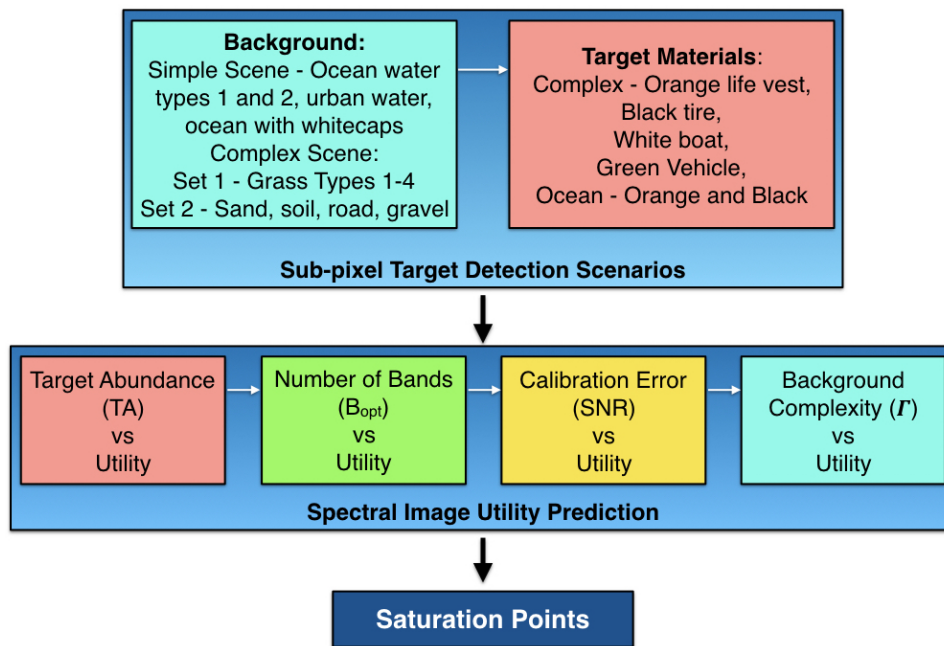 Background:
Simple Scene - Ocean water
types 1 and 2, urban water,
ocean with whitecaps
Complex Scene:
Set 1 - Grass Types 1-4
Set 2 - Sand, soil, road, gravel
Target Materials:
Complex - Orange life vest,
Black tire,
White boat,
Green Vehicle,
Ocean - Orange and Black
Sub-pixel Target Detection Scenarios
Target Abundance
(TA)
vs
Utility
Number of Bands
(Bopt)
vs
Utility
Calibration Error
(SNR)
vs
Utility
Background
Complexity (Γ)
vs
Utility
Spectral Image Utility Prediction
Saturation Points